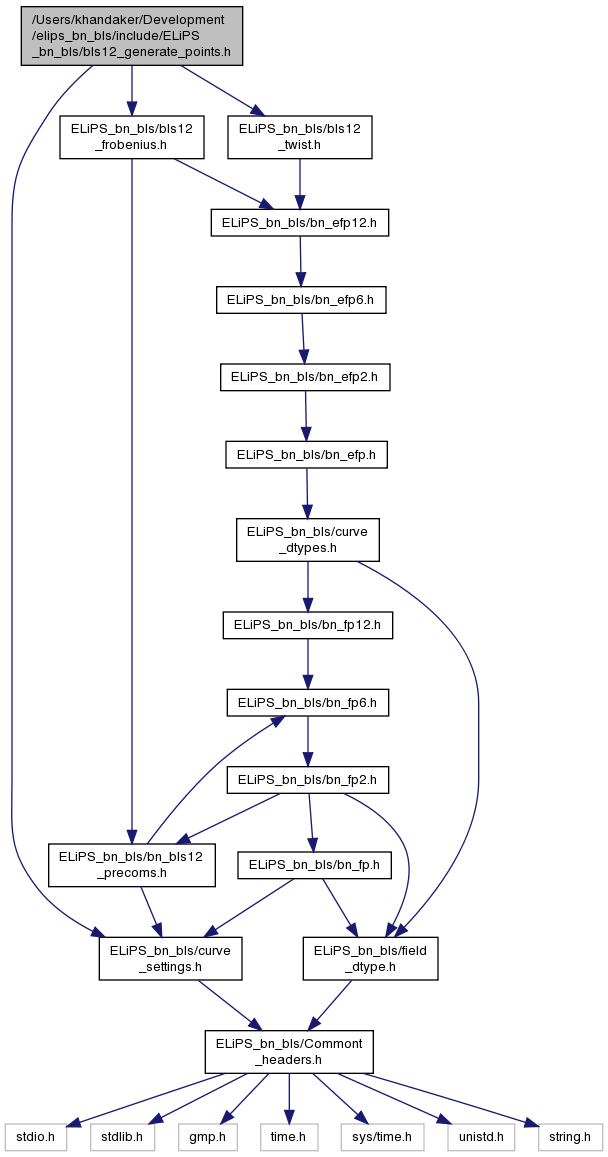 /Users/khandaker/Development
/elips_bn_bls/include/ELiPS
_bn_bls/bls12_generate_points.h
ELiPS_bn_bls/bls12
_frobenius.h
ELiPS_bn_bls/bls12
_twist.h
ELiPS_bn_bls/bn_efp12.h
ELiPS_bn_bls/bn_efp6.h
ELiPS_bn_bls/bn_efp2.h
ELiPS_bn_bls/bn_efp.h
ELiPS_bn_bls/curve
_dtypes.h
ELiPS_bn_bls/bn_fp12.h
ELiPS_bn_bls/bn_fp6.h
ELiPS_bn_bls/bn_fp2.h
ELiPS_bn_bls/bn_bls12
_precoms.h
ELiPS_bn_bls/bn_fp.h
ELiPS_bn_bls/curve
_settings.h
ELiPS_bn_bls/field
_dtype.h
ELiPS_bn_bls/Commont
_headers.h
stdio.h
stdlib.h
gmp.h
time.h
sys/time.h
unistd.h
string.h